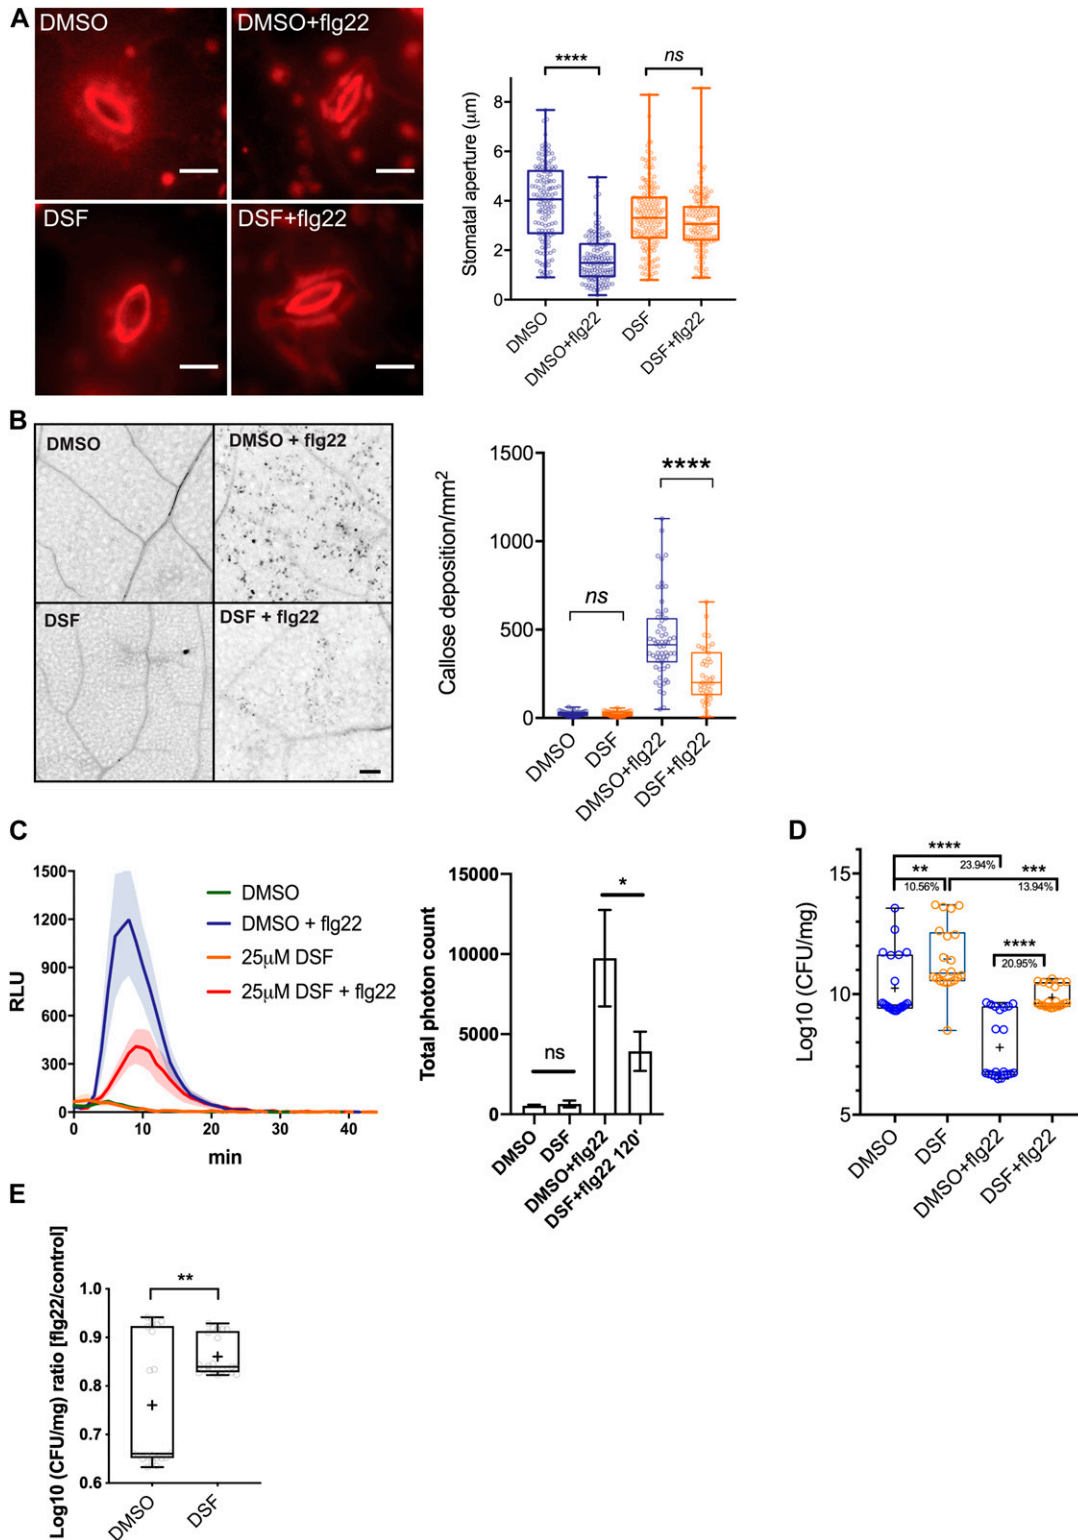 A
DMSO
DMSO+flg22
DSF
DSF+flg22
****
ns
Stomatal aperture (μm)
8
6
4
2
0
DMSO
DMSO+flg22
DSF
DSF+flg22
B
DMSO
DMSO + flg22
DSF
DSF + flg22
Callose deposition/mm2
1500
1000
500
0
ns
****
DMSO
DSF
DMSO+flg22
DSF+flg22
C
RLU
1500
1200
900
600
300
0
0
10
20
30
40
min
DMSO
DMSO + flg22
25μM DSF
25μM DSF + flg22
Total photon count
15000
10000
5000
0
ns
*
DMSO
DSF
DMSO+flg22
DSF+flg22 120'
D
Log10 (CFU/mg)
15
10
5
****
23.94%
**
10.56%
***
13.94%
****
20.95%
DMSO
DSF
DMSO+flg22
DSF+flg22
E
Log10 (CFU/mg) ratio [flg22/control]
1.0
0.9
0.8
0.7
0.6
**
DMSO
DSF